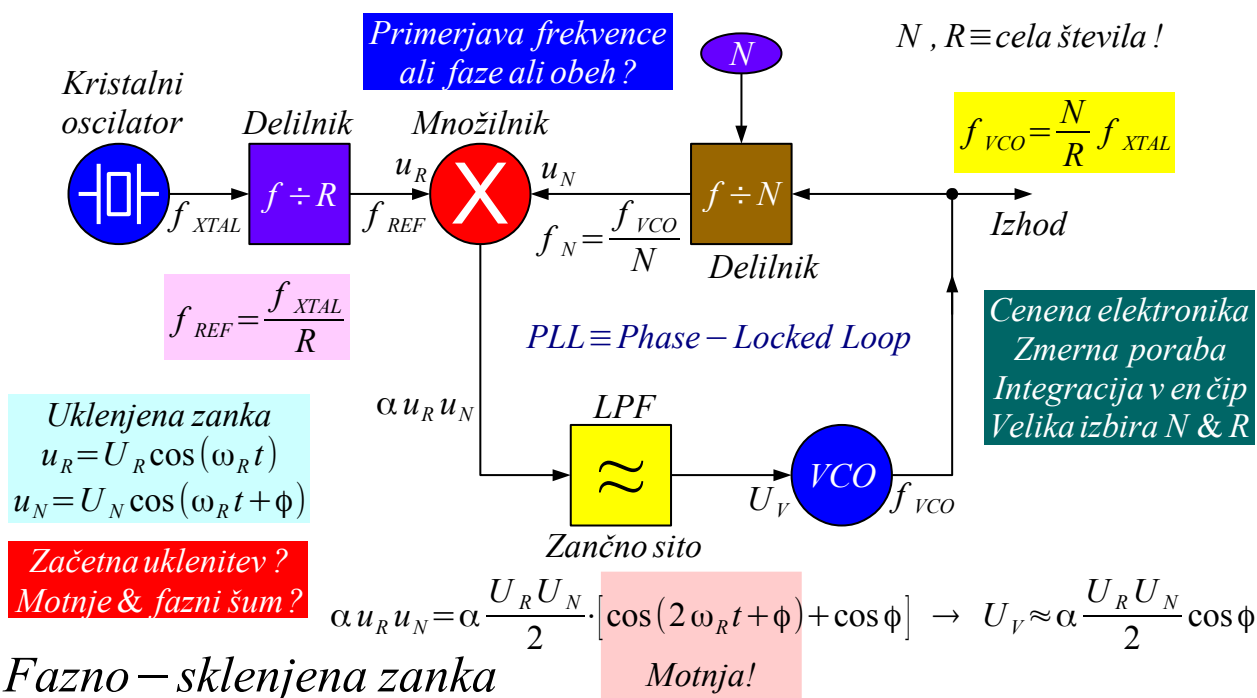 Primerjava frekvence
ali faze ali obeh ?
N
N , R ≡ cela števila !
Kristalni
oscilator
Delilnik
Množilnik
f_VCO = N/R f_XTAL
u_R
u_N
f ÷ R
X
f ÷ N
f_XTAL
f_REF
f_N = f_VCO/N
Delilnik
Izhod
f_REF = f_XTAL/R
PLL ≡ Phase − Locked Loop
Cenena elektronika
Zmerna poraba
Integracija v en čip
Velika izbira N & R
α u_R u_N
LPF
≈
VCO
U_V
f_VCO
Zančno sito
Uklenjena zanka
u_R = U_R cos(ω_R t)
u_N = U_N cos(ω_R t + ϕ)
Začetna uklenitev ?
Motnje & fazni šum ?
α u_R u_N = α U_R U_N/2 · [cos(2 ω_R t + ϕ) + cos ϕ] → U_V ≈ α U_R U_N/2 cos ϕ
Motnja!
Fazno − sklenjena zanka